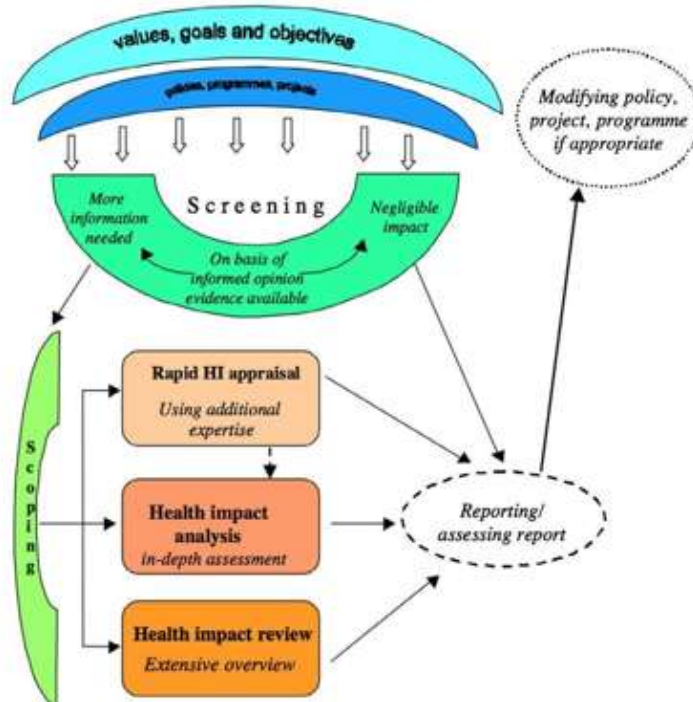 values, goals and objectives
policies, programmes, projects
Modifying policy,
project, programme
if appropriate
Screening
More
information
needed
Negligible
impact
On basis of
informed opinion
evidence available
Scoping
Rapid HI appraisal
Using additional
expertise
Health impact
analysis
in-depth assessment
Health impact review
Extensive overview
Reporting/
assessing report